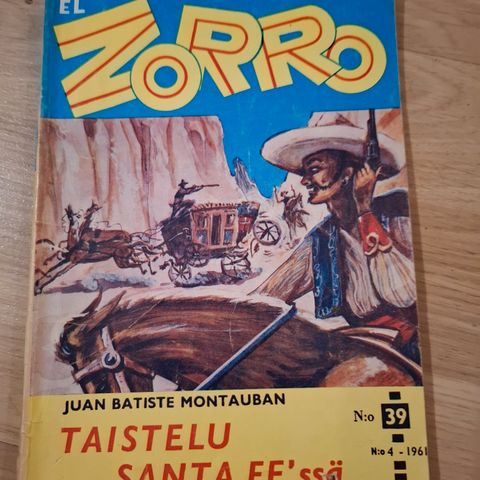 EL
ZORRO
JUAN BATISTE MONTAUBAN
N:o 39
TAISTELU
N:o 4 - 1961
SANTA FE'ssä